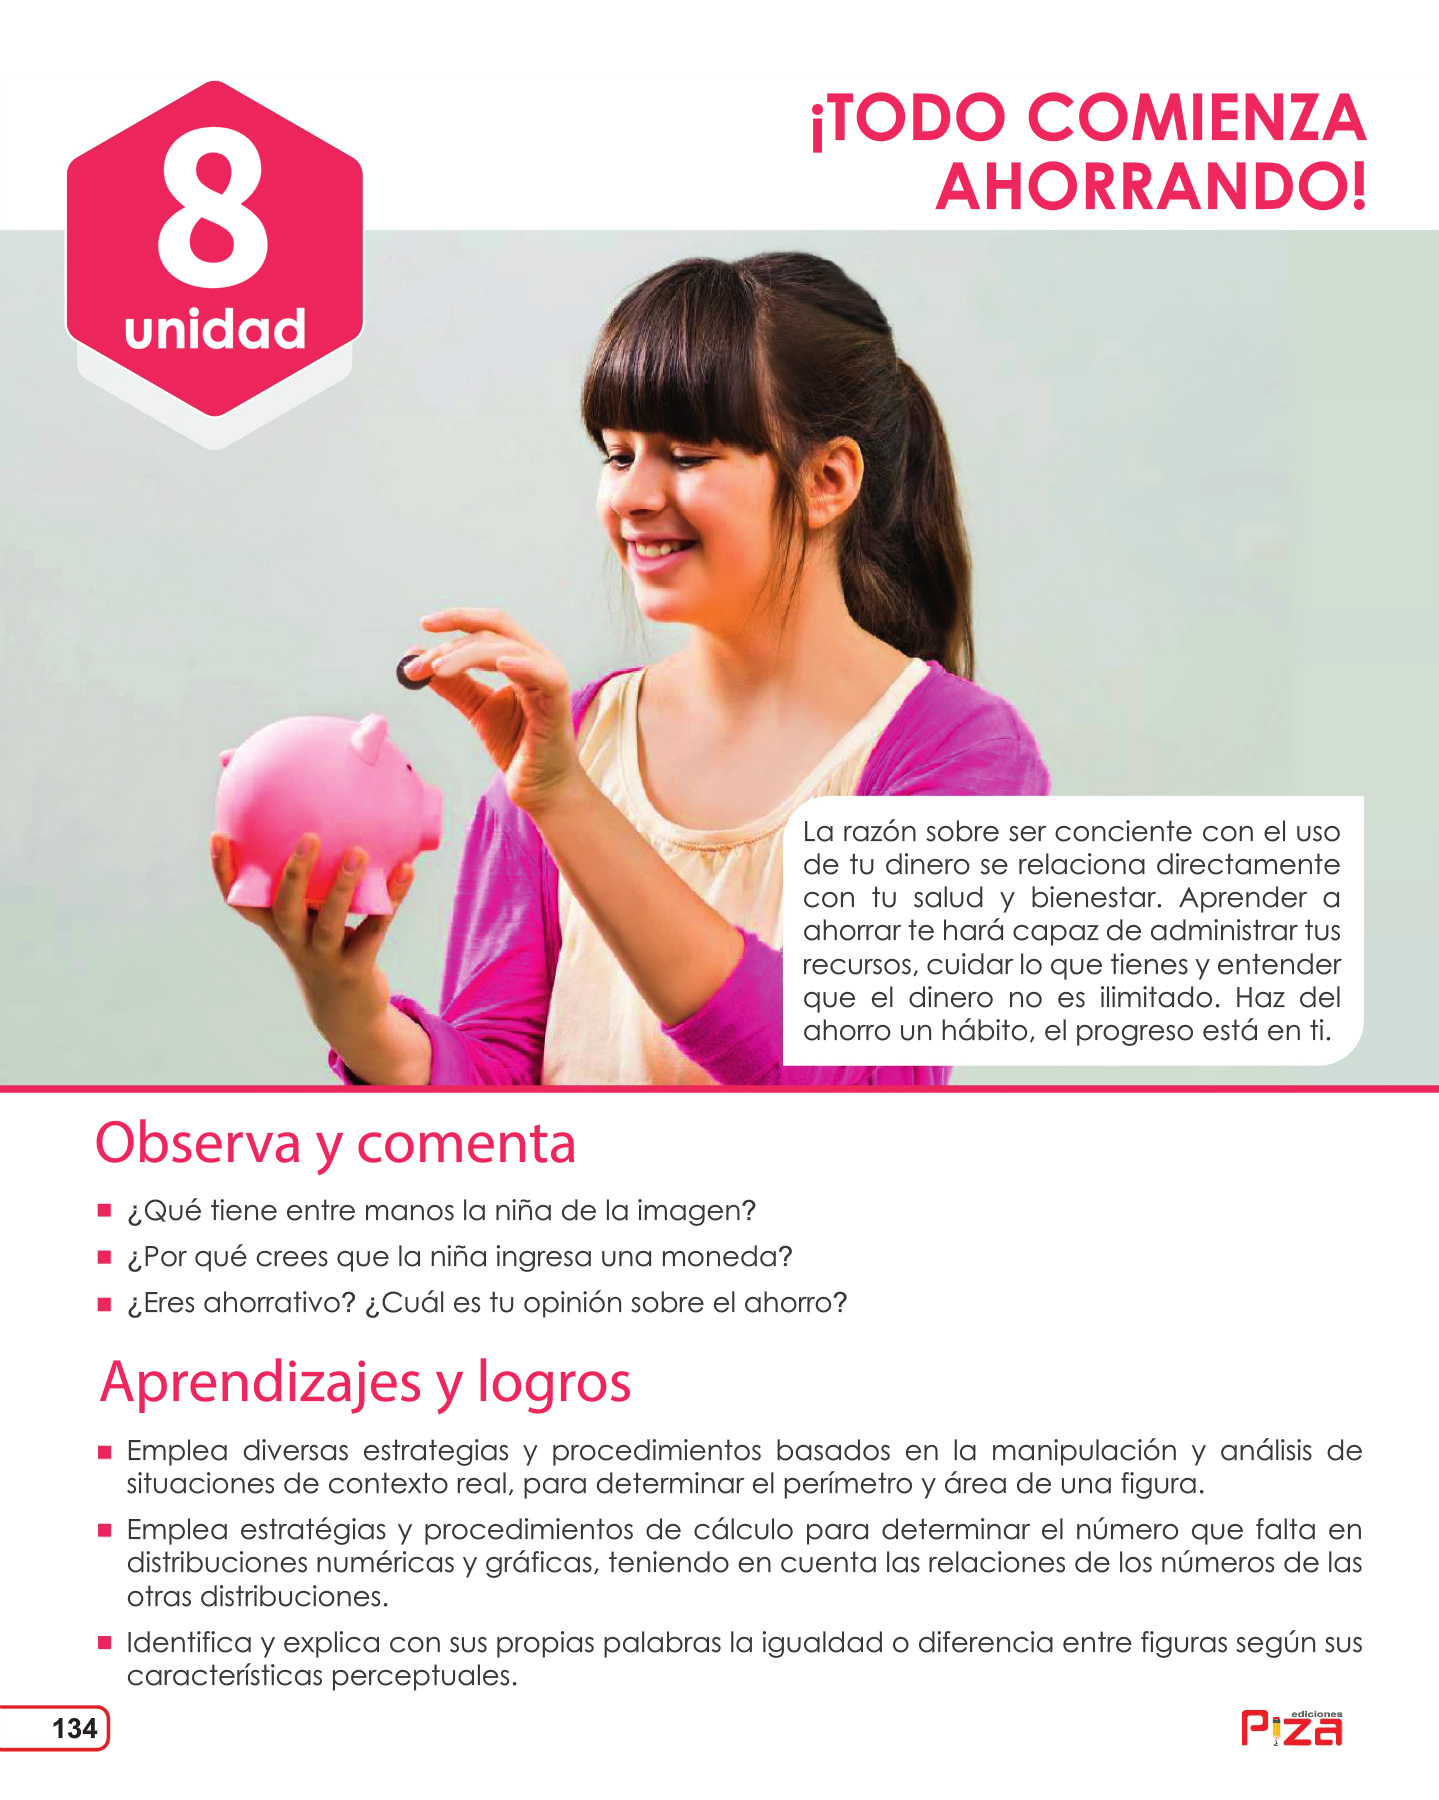 8
unidad
¡TODO COMIENZA
AHORRANDO!
La razón sobre ser conciente con el uso
de tu dinero se relaciona directamente
con tu salud y bienestar. Aprender a
ahorrar te hará capaz de administrar tus
recursos, cuidar lo que tienes y entender
que el dinero no es ilimitado. Haz del
ahorro un hábito, el progreso está en ti.
Observa y comenta
¿Qué tiene entre manos la niña de la imagen?
¿Por qué crees que la niña ingresa una moneda?
¿Eres ahorrativo? ¿Cuál es tu opinión sobre el ahorro?
Aprendizajes y logros
Emplea diversas estrategias y procedimientos basados en la manipulación y análisis de
situaciones de contexto real, para determinar el perímetro y área de una figura.
Emplea estratégias y procedimientos de cálculo para determinar el número que falta en
distribuciones numéricas y gráficas, teniendo en cuenta las relaciones de los números de las
otras distribuciones.
Identifica y explica con sus propias palabras la igualdad o diferencia entre figuras según sus
características perceptuales.
134
ediciones
Piza